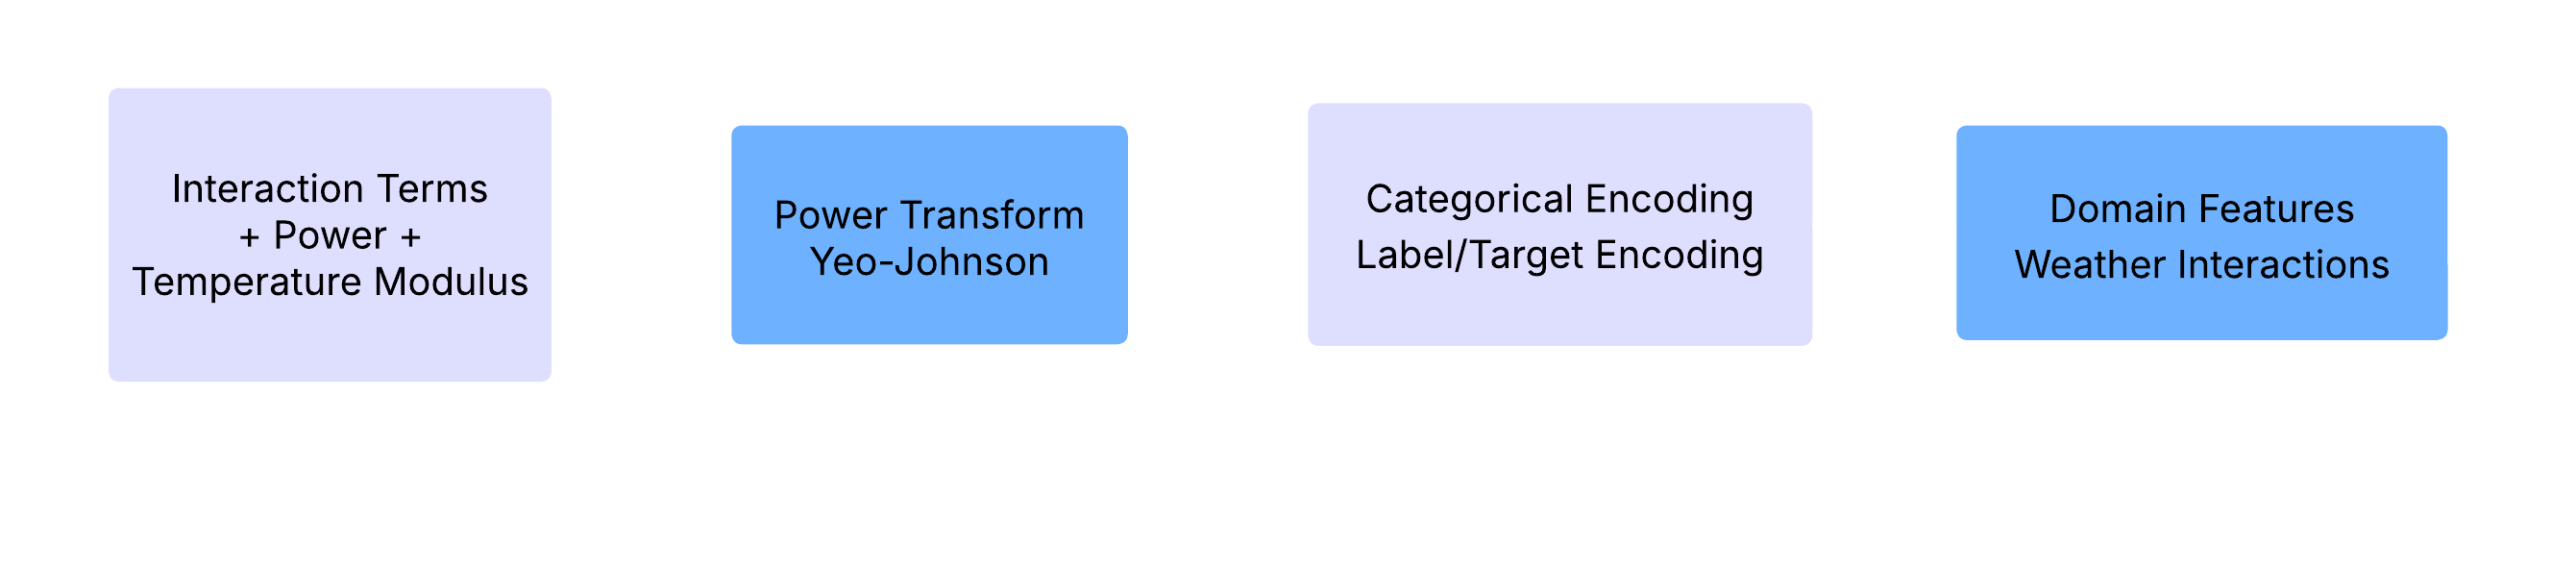 Interaction Terms
+ Power +
Temperature Modulus
Power Transform
Yeo-Johnson
Categorical Encoding
Label/Target Encoding
Domain Features
Weather Interactions